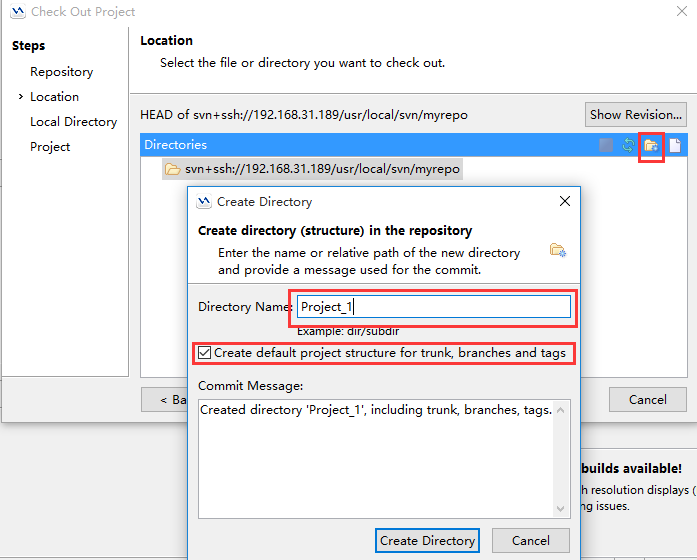 Check Out Project
Steps
Repository
Location
Local Directory
Project
Location
Select the file or directory you want to check out.
HEAD of svn+ssh://192.168.31.189/usr/local/svn/myrepo
Show Revision...
Directories
svn+ssh://192.168.31.189/usr/local/svn/myrepo
Create Directory
Create directory (structure) in the repository
Enter the name or relative path of the new directory
and provide a message used for the commit.
Directory Name: Project_1
Example: dir/subdir
Create default project structure for trunk, branches and tags
Commit Message:
Created directory 'Project_1', including trunk, branches, tags.
Create Directory
Cancel
< Ba
Cancel
builds available!
h resolution displays (
ng issues.